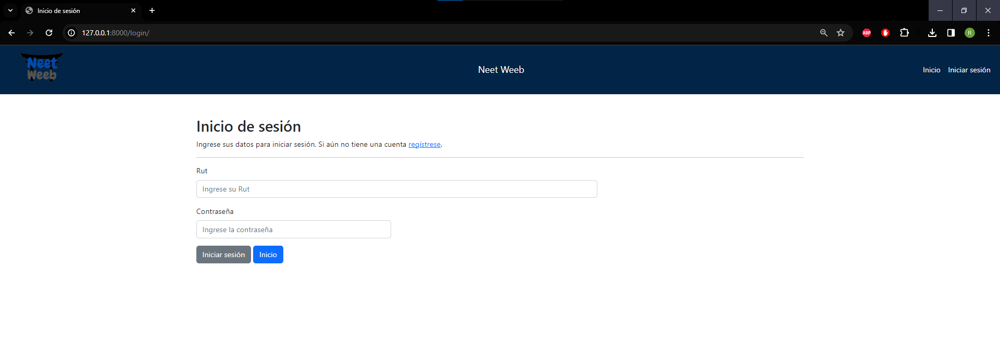 Inicio de sesión
127.0.0.1:8000/login/
ABP
R
Neet
Weeb
Neet Weeb
Inicio Iniciar sesión
Inicio de sesión
Ingrese sus datos para iniciar sesión. Si aún no tiene una cuenta regístrese.
Rut
Ingrese su Rut
Contraseña
Ingrese la contraseña
Iniciar sesión Inicio